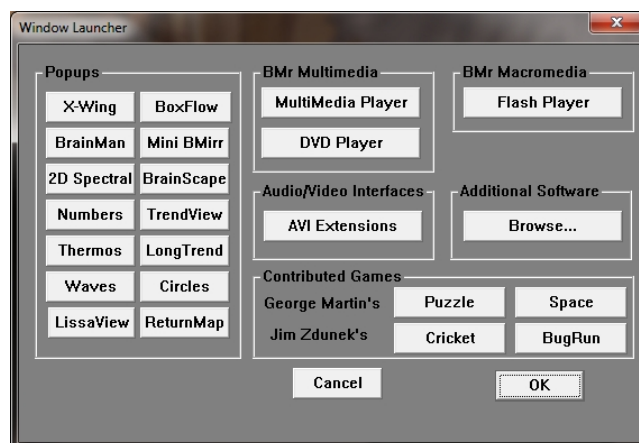 Window Launcher
Popups
X-Wing BoxFlow
BrainMan Mini BMirr
2D Spectral BrainScape
Numbers TrendView
Thermos LongTrend
Waves Circles
LissaView ReturnMap
BMr Multimedia
MultiMedia Player
DVD Player
BMr Macromedia
Flash Player
Audio/Video Interfaces
AVI Extensions
Additional Software
Browse...
Contributed Games
George Martin's Puzzle Space
Jim Zdunek's Cricket BugRun
Cancel OK